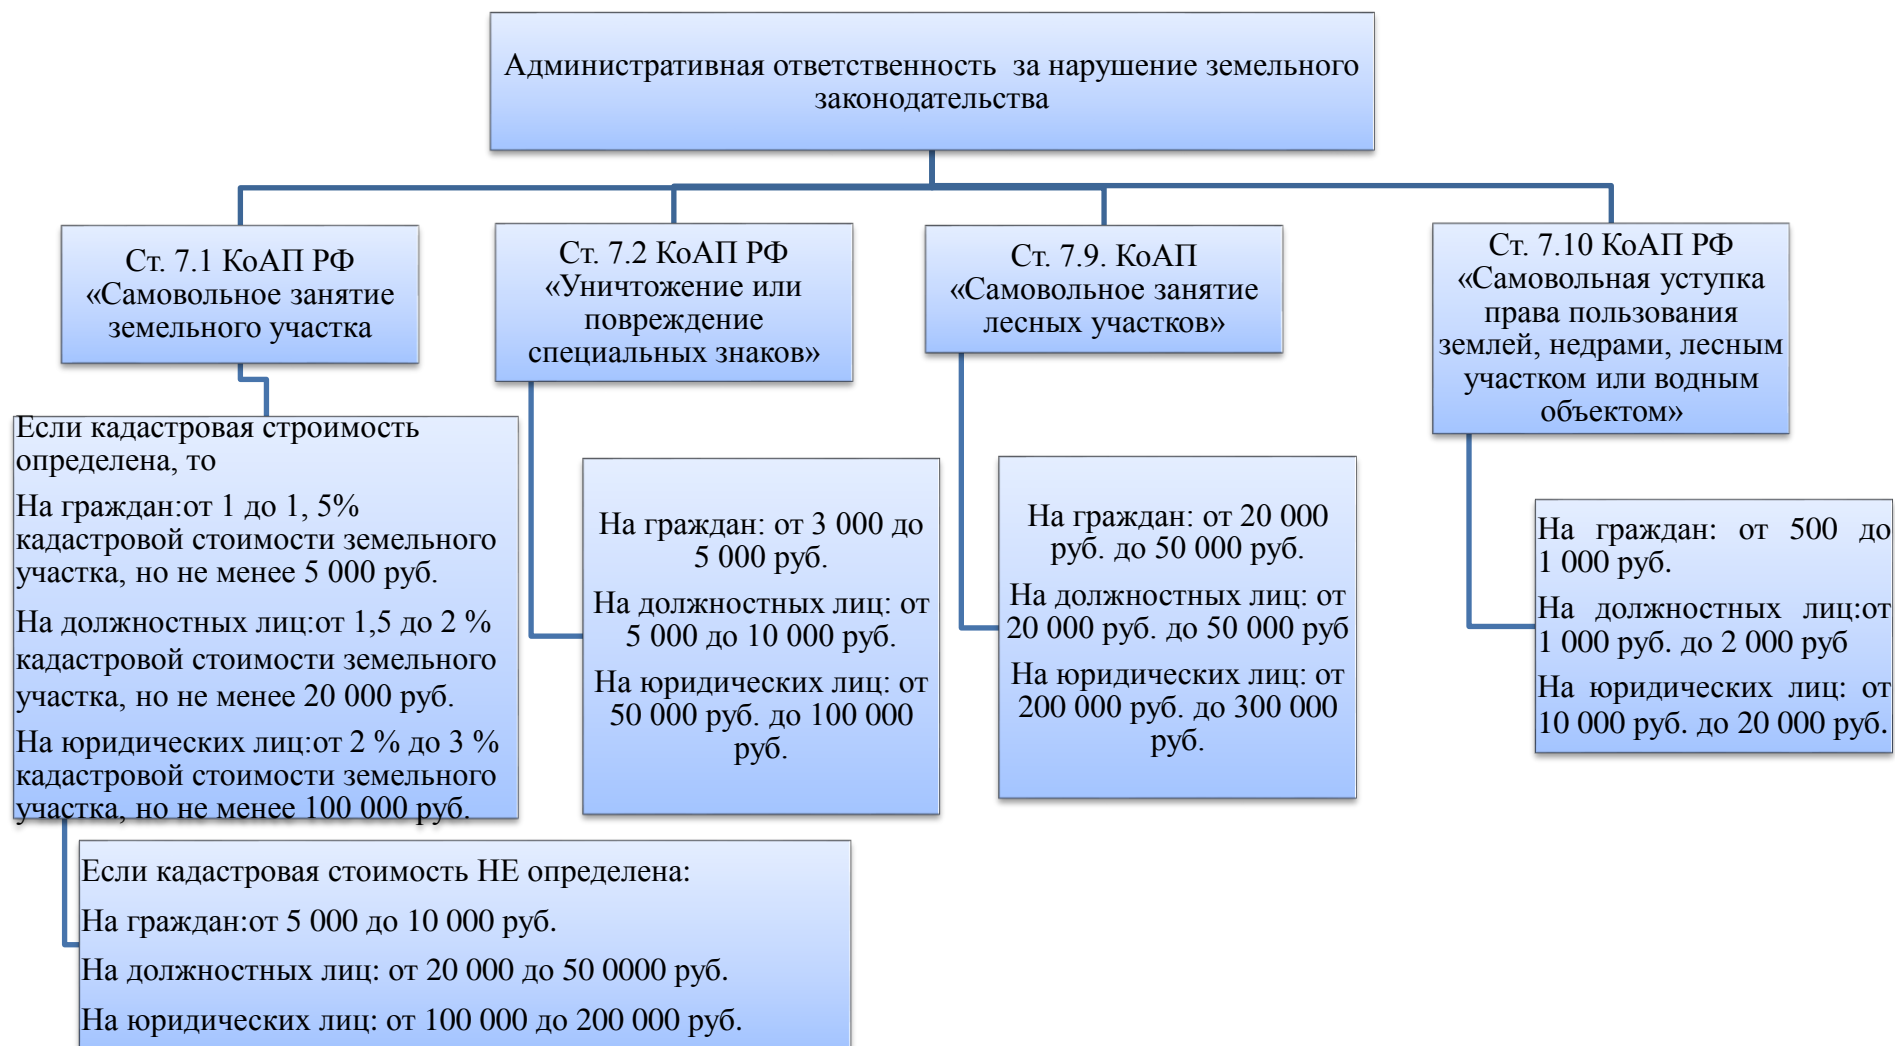 Административная ответственность  за нарушение земельного
законодательства
Ст. 7.1 КоАП РФ
«Самовольное занятие
земельного участка
Ст. 7.2 КоАП РФ
«Уничтожение или
повреждение
специальных знаков»
Ст. 7.9. КоАП
«Самовольное занятие
лесных участков»
Ст. 7.10 КоАП РФ
«Самовольная уступка
права пользования
землей, недрами, лесным
участком или водным
объектом»
Если кадастровая строимость
определена, то
На граждан:от 1 до 1, 5%
кадастровой стоимости земельного
участка, но не менее 5 000 руб.
На должностных лиц:от 1,5 до 2 %
кадастровой стоимости земельного
участка, но не менее 20 000 руб.
На юридических лиц:от 2 % до 3 %
кадастровой стоимости земельного
участка, но не менее 100 000 руб.
На граждан: от 3 000 до
5 000 руб.
На должностных лиц: от
5 000 до 10 000 руб.
На юридических лиц: от
50 000 руб. до 100 000
руб.
На граждан: от 20 000
руб. до 50 000 руб.
На должностных лиц: от
20 000 руб. до 50 000 руб
На юридических лиц: от
200 000 руб. до 300 000
руб.
На граждан: от 500 до
1 000 руб.
На должностных лиц:от
1 000 руб. до 2 000 руб
На юридических лиц: от
10 000 руб. до 20 000 руб.
Если кадастровая стоимость НЕ определена:
На граждан:от 5 000 до 10 000 руб.
На должностных лиц: от 20 000 до 50 0000 руб.
На юридических лиц: от 100 000 до 200 000 руб.